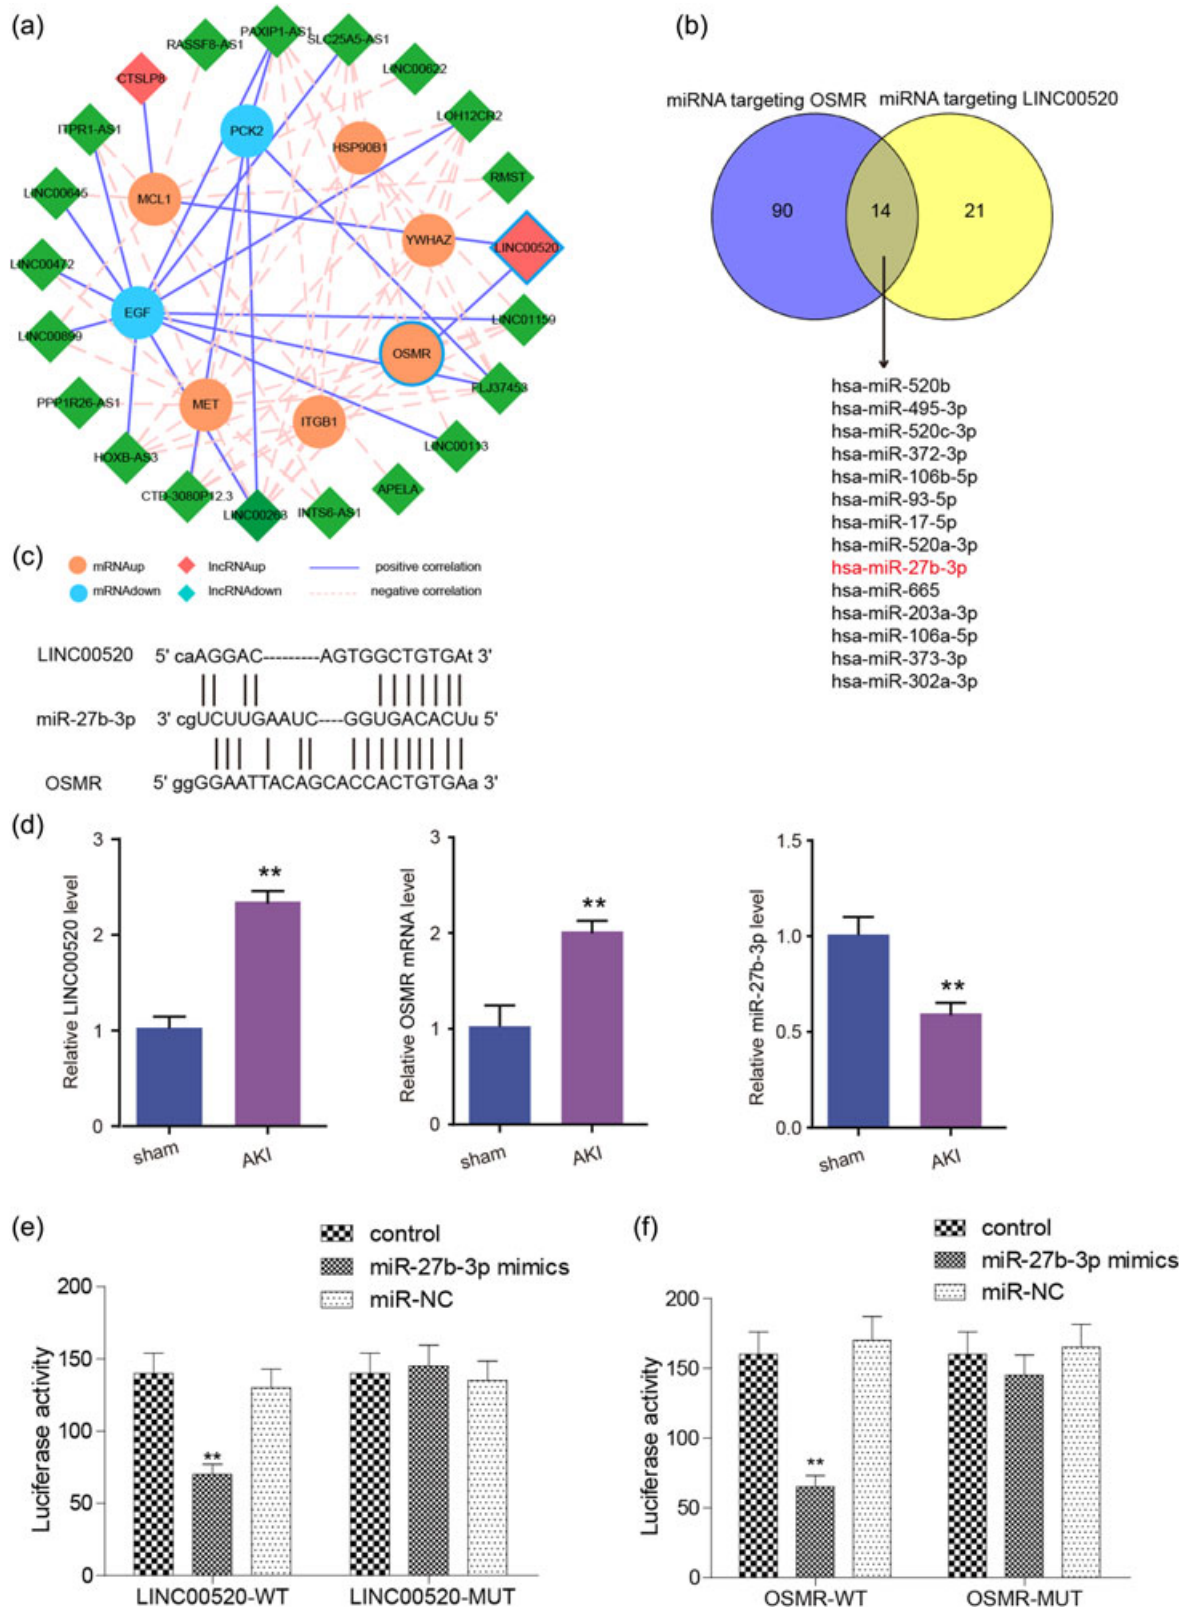 (a)
PAXIP1-AS1
RASSF8-AS1
SLC25A5-AS1
LINC00622
CTSLP8
LOH12CR2
ITPR1-AS1
PCK2
HSP90B1
RMST
LINC00645
MCL1
YWHAZ
LINC00520
LINC00472
EGF
LINC01159
LINC00899
OSMR
FLJ37453
PPP1R26-AS1
MET
ITGB1
LINC00113
HOXB-AS3
CTD-3080P12.3
LINC00263
INTS6-AS1
APELA
mRNAup
lncRNAup
positive correlation
mRNAdown
lncRNAdown
negative correlation
(b)
miRNA targeting OSMR
miRNA targeting LINC00520
90
14
21
hsa-miR-520b
hsa-miR-495-3p
hsa-miR-520c-3p
hsa-miR-372-3p
hsa-miR-106b-5p
hsa-miR-93-5p
hsa-miR-17-5p
hsa-miR-520a-3p
hsa-miR-27b-3p
hsa-miR-665
hsa-miR-203a-3p
hsa-miR-106a-5p
hsa-miR-373-3p
hsa-miR-302a-3p
(c)
LINC00520 5' caAGGAC---------AGTGGCTGTGAt 3'
miR-27b-3p 3' cgUCUUGAAUC----GGUGACACUu 5'
OSMR 5' ggGGAATTACAGCACCACTGTGAa 3'
(d)
Relative LINC00520 level
3
2
1
0
**
sham
AKI
Relative OSMR mRNA level
3
2
1
0
**
sham
AKI
Relative miR-27b-3p level
1.5
1.0
0.5
0.0
**
sham
AKI
(e)
control
miR-27b-3p mimics
miR-NC
Luciferase activity
200
150
100
50
0
**
LINC00520-WT
LINC00520-MUT
(f)
control
miR-27b-3p mimics
miR-NC
Luciferase activity
200
150
100
50
0
**
OSMR-WT
OSMR-MUT